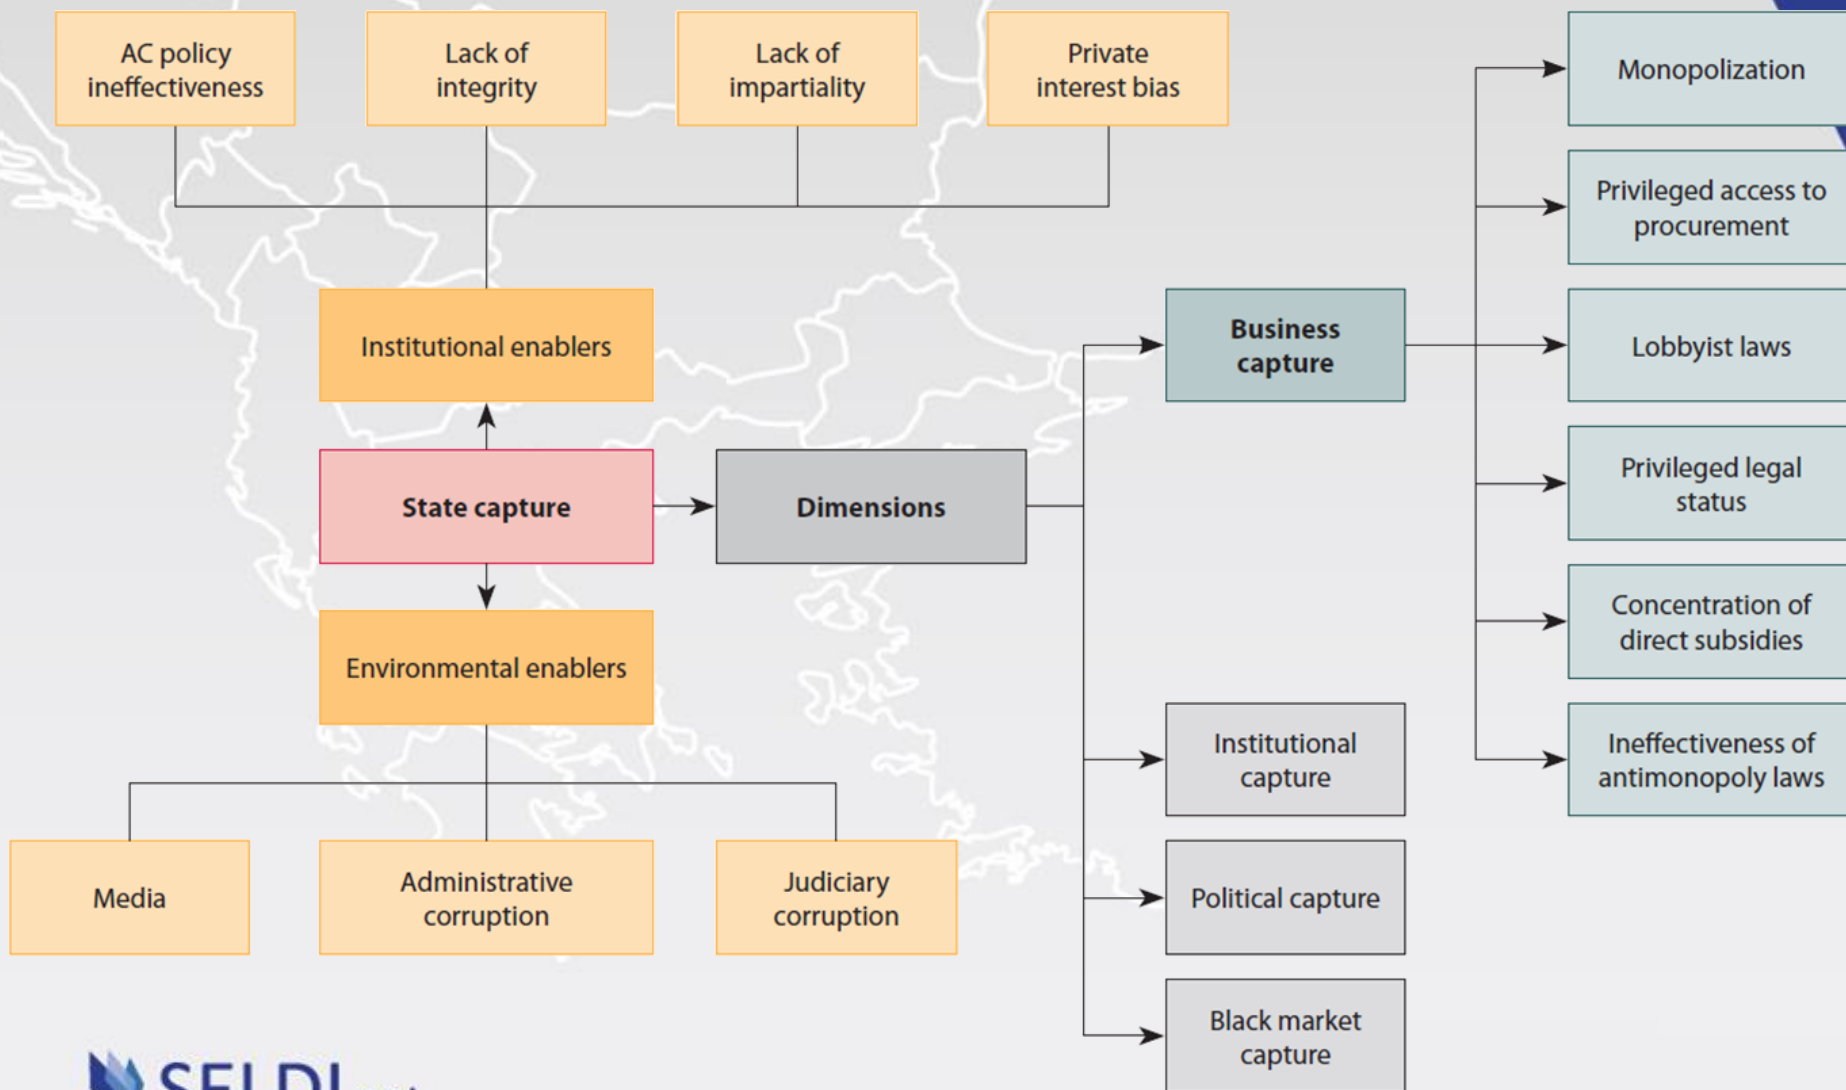 AC policy
ineffectiveness
Lack of
integrity
Lack of
impartiality
Private
interest bias
Monopolization
Privileged access to
procurement
Institutional enablers
Business
capture
Lobbyist laws
State capture
Dimensions
Privileged legal
status
Concentration of
direct subsidies
Environmental enablers
Institutional
capture
Ineffectiveness of
antimonopoly laws
Media
Administrative
corruption
Judiciary
corruption
Political capture
Black market
capture
SELDI